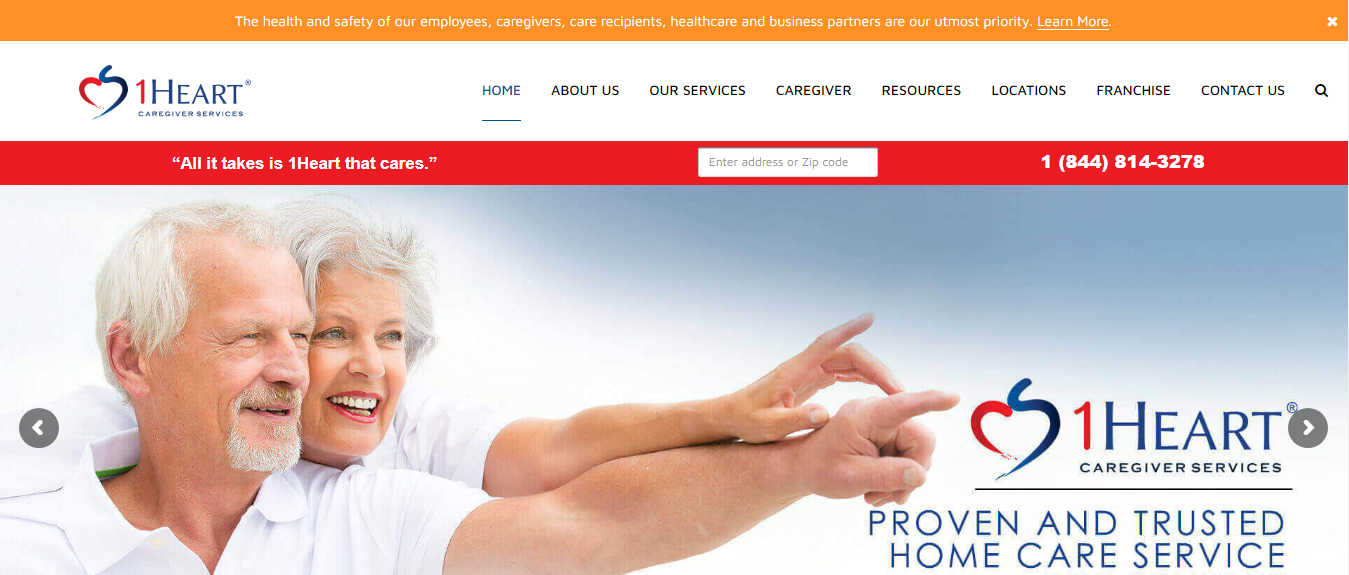 The health and safety of our employees, caregivers, care recipients, healthcare and business partners are our utmost priority. Learn More.
1HEART®
CAREGIVER SERVICES
HOME ABOUT US OUR SERVICES CAREGIVER RESOURCES LOCATIONS FRANCHISE CONTACT US
“All it takes is 1Heart that cares.” Enter address or Zip code 1 (844) 814-3278
1HEART®
CAREGIVER SERVICES
PROVEN AND TRUSTED
HOME CARE SERVICE